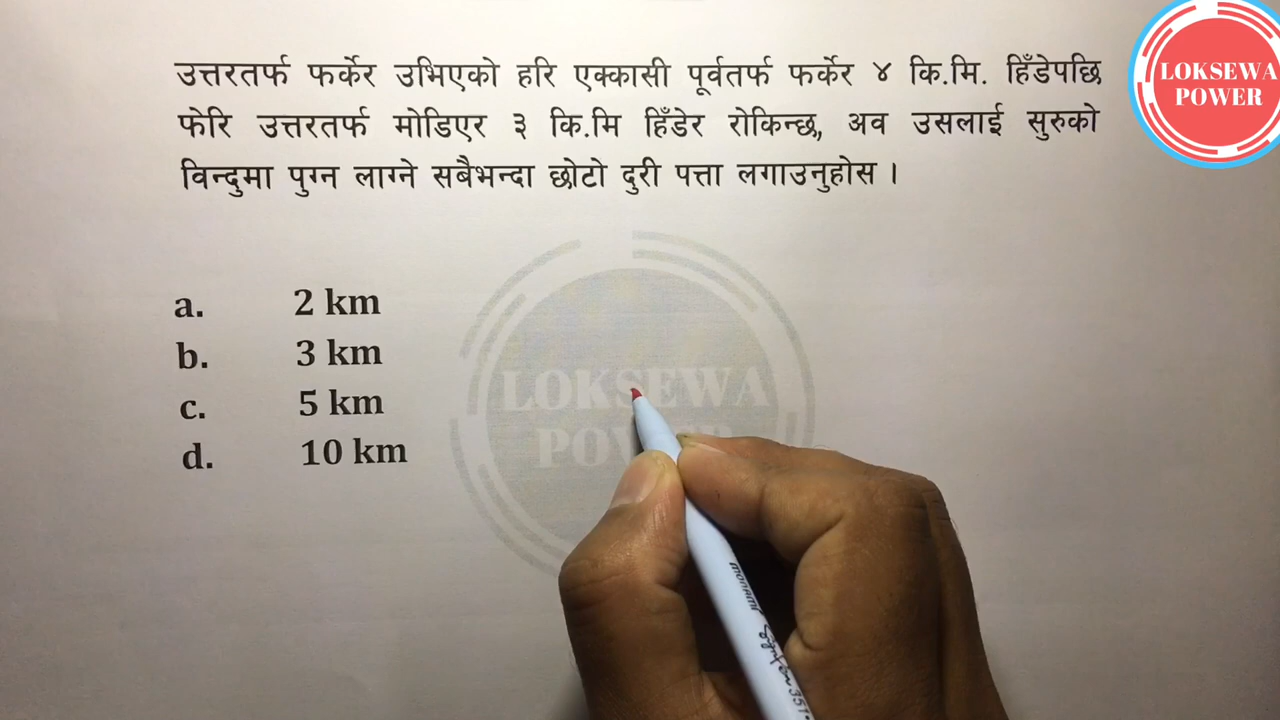 उत्तरतर्फ फर्केर उभिएको हरि एक्कासी पूर्वतर्फ फर्केर ४ कि.मि. हिँडेपछि
फेरि उत्तरतर्फ मोडिएर ३ कि.मि हिँडेर रोकिन्छ, अव उसलाई सुरुको
विन्दुमा पुग्न लाग्ने सबैभन्दा छोटो दुरी पत्ता लगाउनुहोस ।
a. 2 km
b. 3 km
c. 5 km
d. 10 km
LOKSEWA
POWER
LOKSEWA
POWER
monami